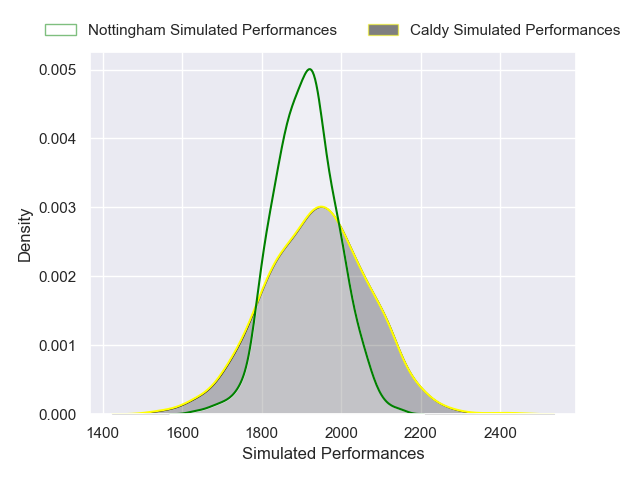 Nottingham Simulated Performances
Caldy Simulated Performances
0.005
0.004
0.003
0.002
0.001
0.000
Density
1400 1600 1800 2000 2200 2400
Simulated Performances